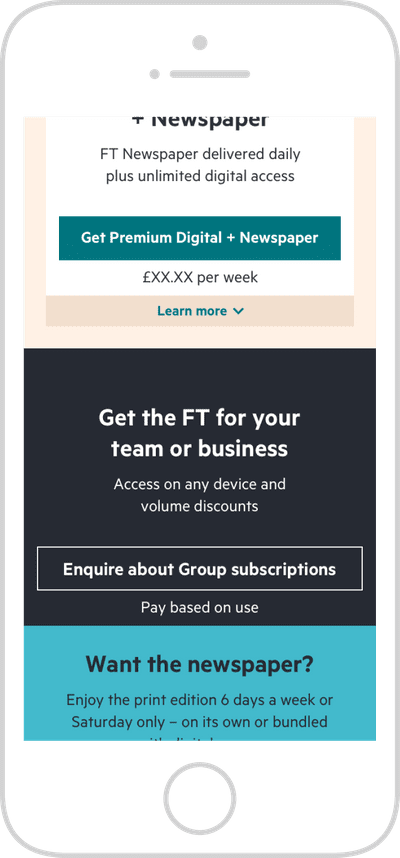 + Newspaper
FT Newspaper delivered daily
plus unlimited digital access
Get Premium Digital + Newspaper
£XX.XX per week
Learn more
Get the FT for your
team or business
Access on any device and
volume discounts
Enquire about Group subscriptions
Pay based on use
Want the newspaper?
Enjoy the print edition 6 days a week or
Saturday only – on its own or bundled